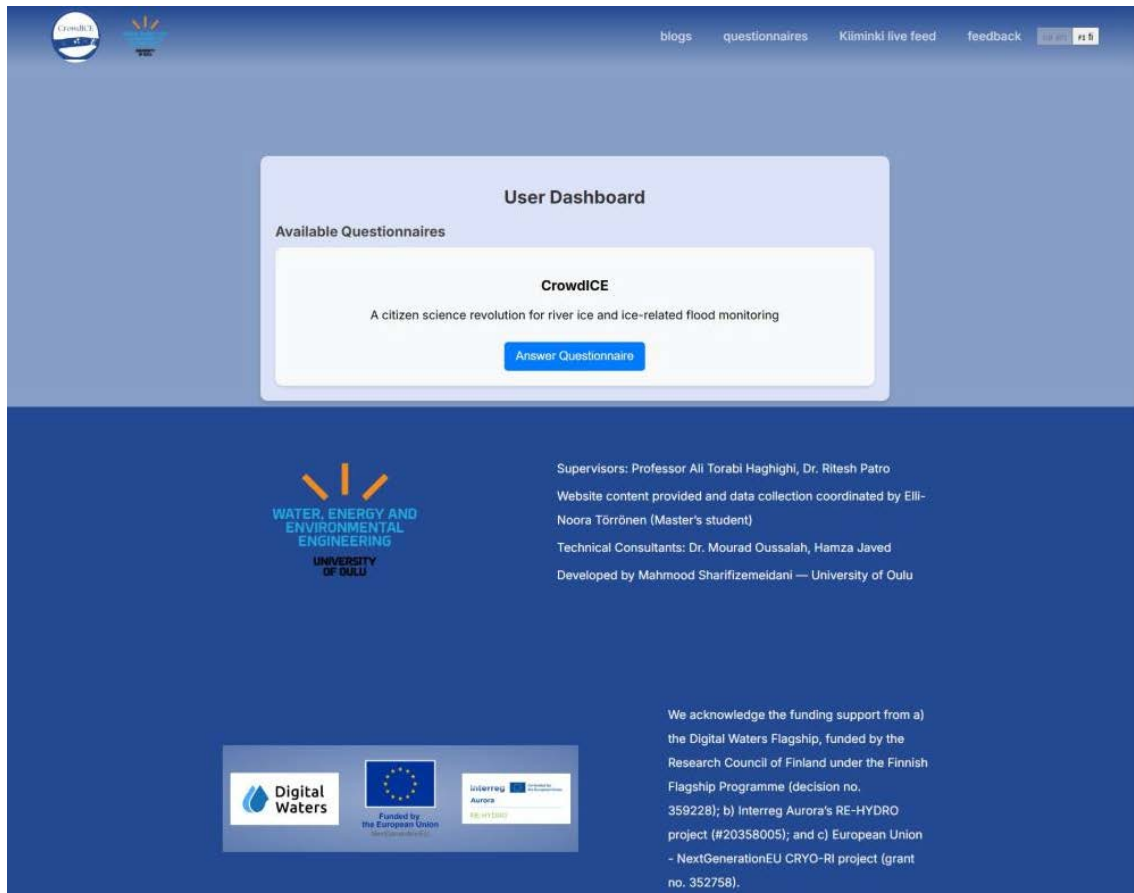 CrowdICE
blogs questionnaires Kiiminki live feed feedback fi
User Dashboard
Available Questionnaires
CrowdICE
A citizen science revolution for river ice and ice-related flood monitoring
Answer Questionnaire
WATER, ENERGY AND
ENVIRONMENTAL
ENGINEERING
UNIVERSITY
OF OULU
Supervisors: Professor Ali Torabi Haghighi, Dr. Ritesh Patro
Website content provided and data collection coordinated by Elli-
Noora Törrönen (Master's student)
Technical Consultants: Dr. Mourad Oussalah, Hamza Javed
Developed by Mahmood Sharifizemeidani — University of Oulu
Digital
Waters
Funded by
the European Union
NextGenerationEU
Interreg
Aurora
RE-HYDRO
We acknowledge the funding support from a)
the Digital Waters Flagship, funded by the
Research Council of Finland under the Finnish
Flagship Programme (decision no.
359228); b) Interreg Aurora's RE-HYDRO
project (#20358005); and c) European Union
- NextGenerationEU CRYO-RI project (grant
no. 352758).